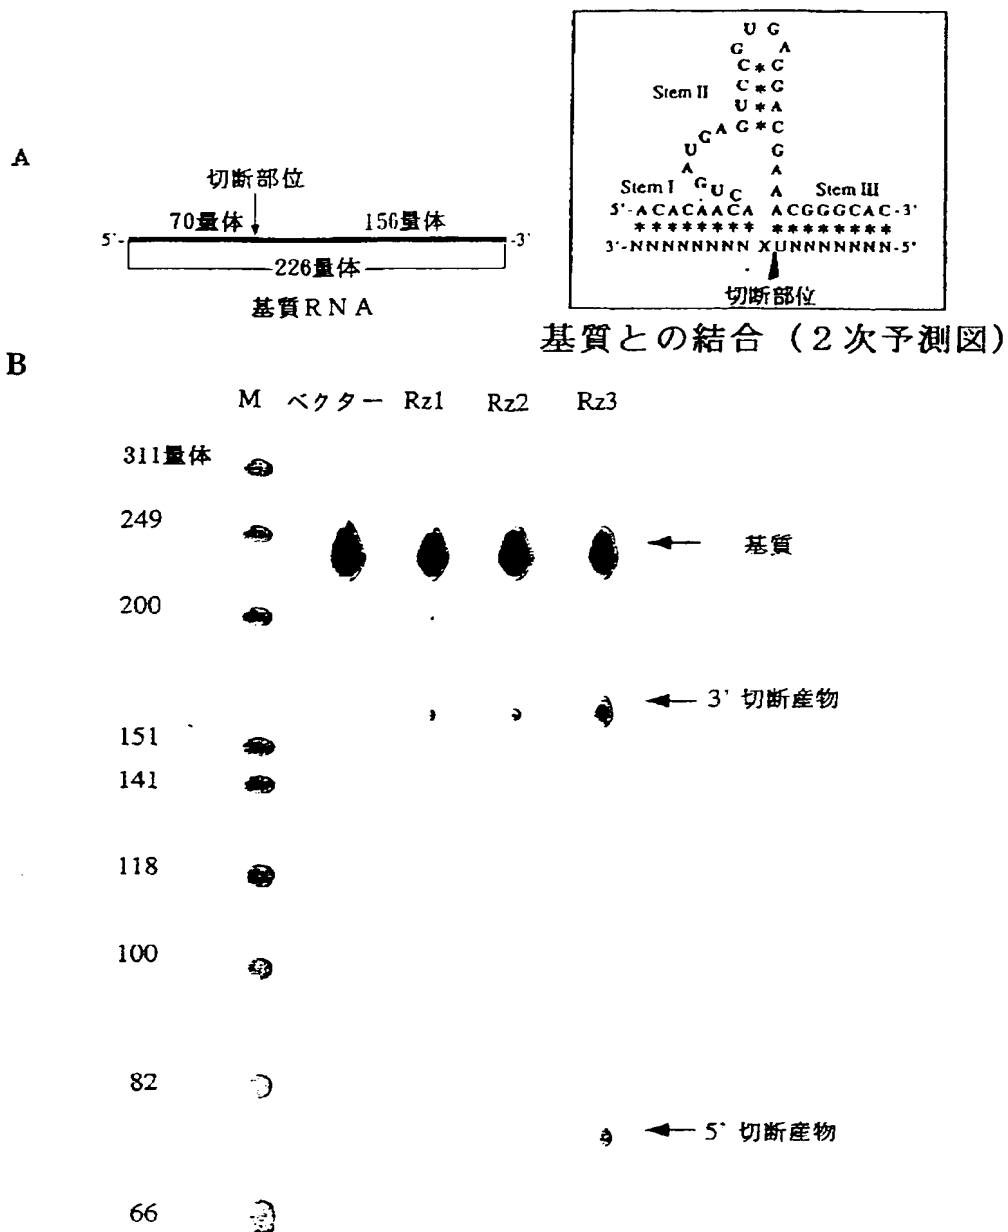 A
切断部位
70量体 156量体
5'- -3'
226量体
基質RNA
U G
G A
C * G
Stem II C * G
U * A
A G * C
G
U G
A A
Stem I G U C A Stem III
5'-ACACAACA ACGGGCAC-3'
******** ********
3'-NNNNNNNN XUNNNNNNN-5'
切断部位
基質との結合(2次予測図)
B
M ベクター Rz1 Rz2 Rz3
311量体
249
基質
200
3' 切断産物
151
141
118
100
82
5' 切断産物
66